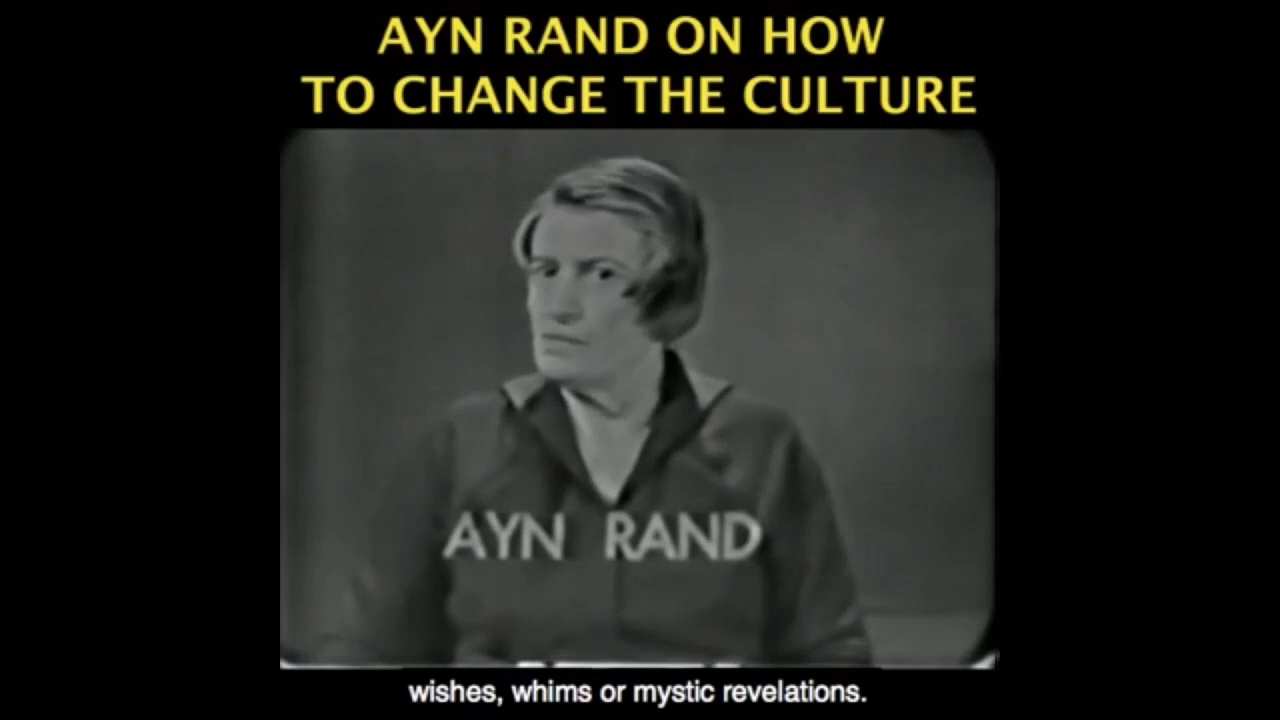 AYN RAND ON HOW
TO CHANGE THE CULTURE
AYN RAND
wishes, whims or mystic revelations.